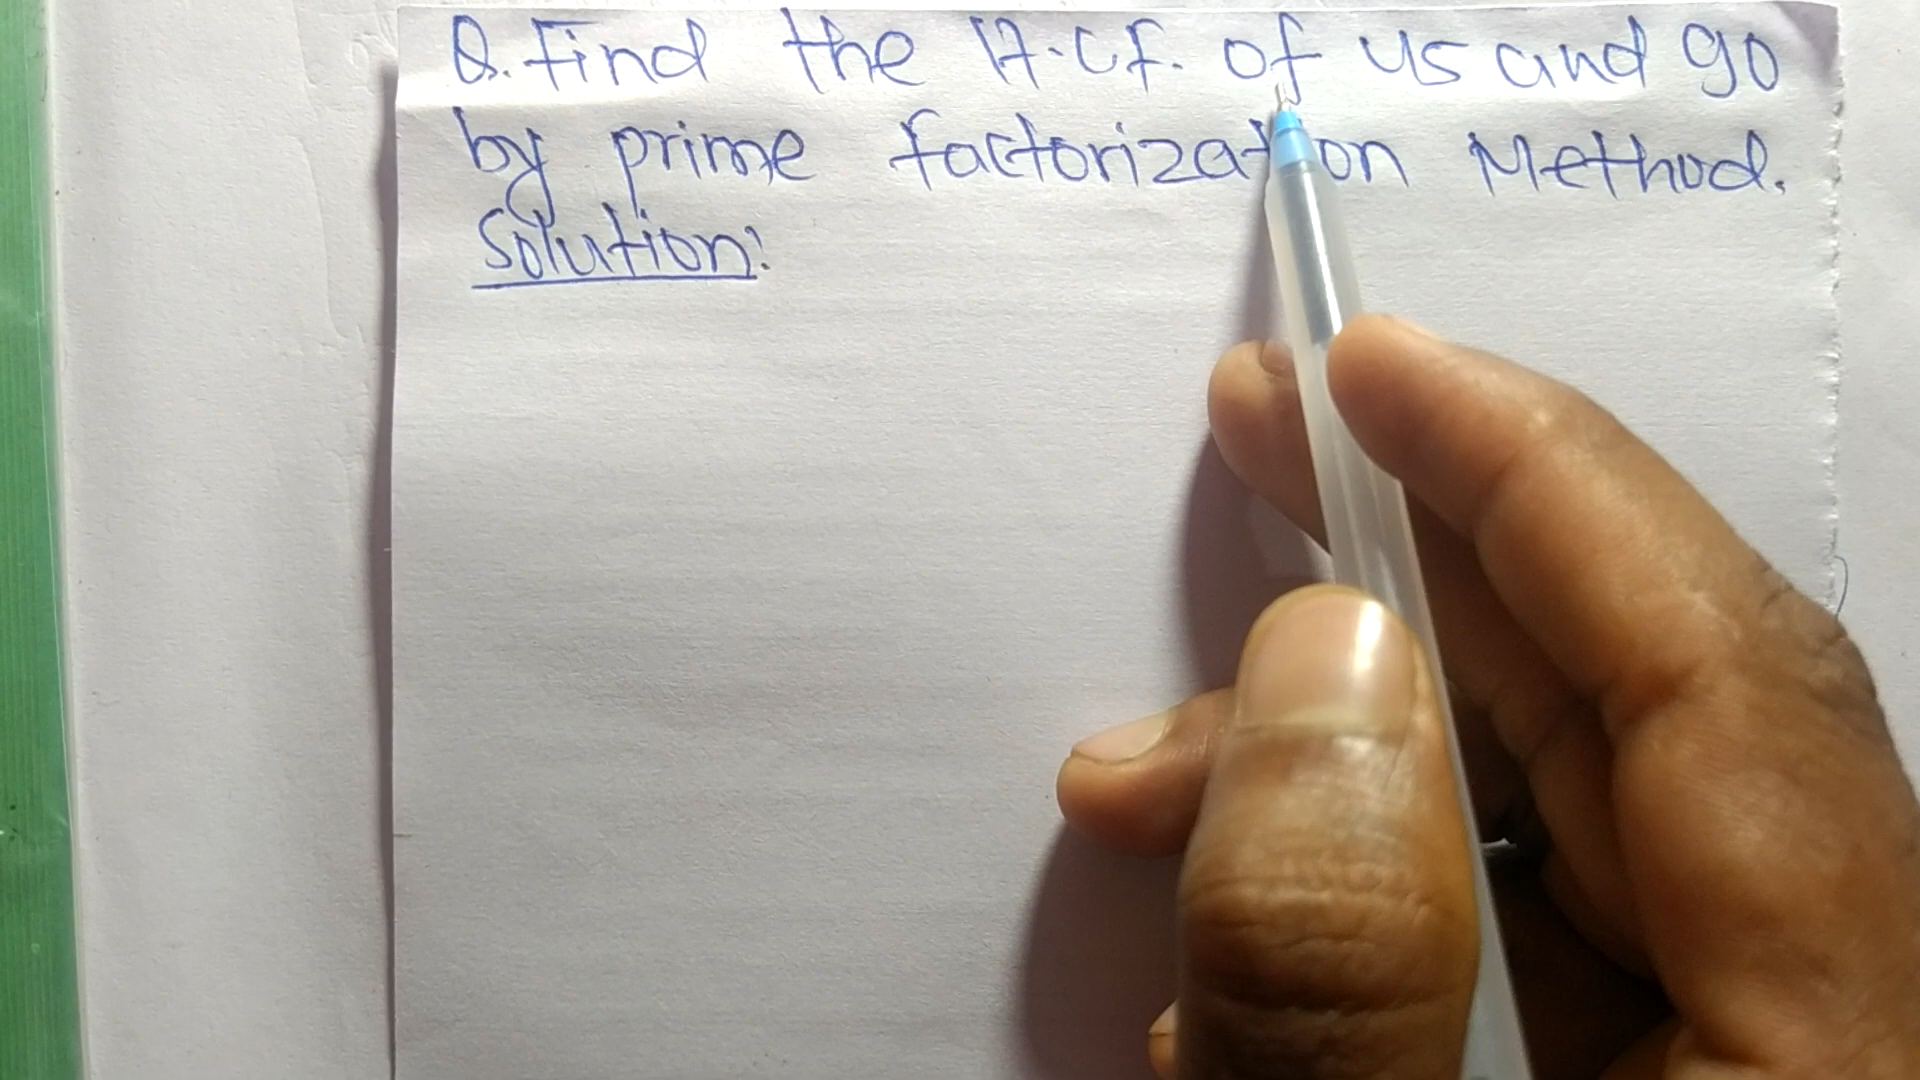 Q. Find the H.C.F. of 45 and 90
by prime factorization Method.
Solution: